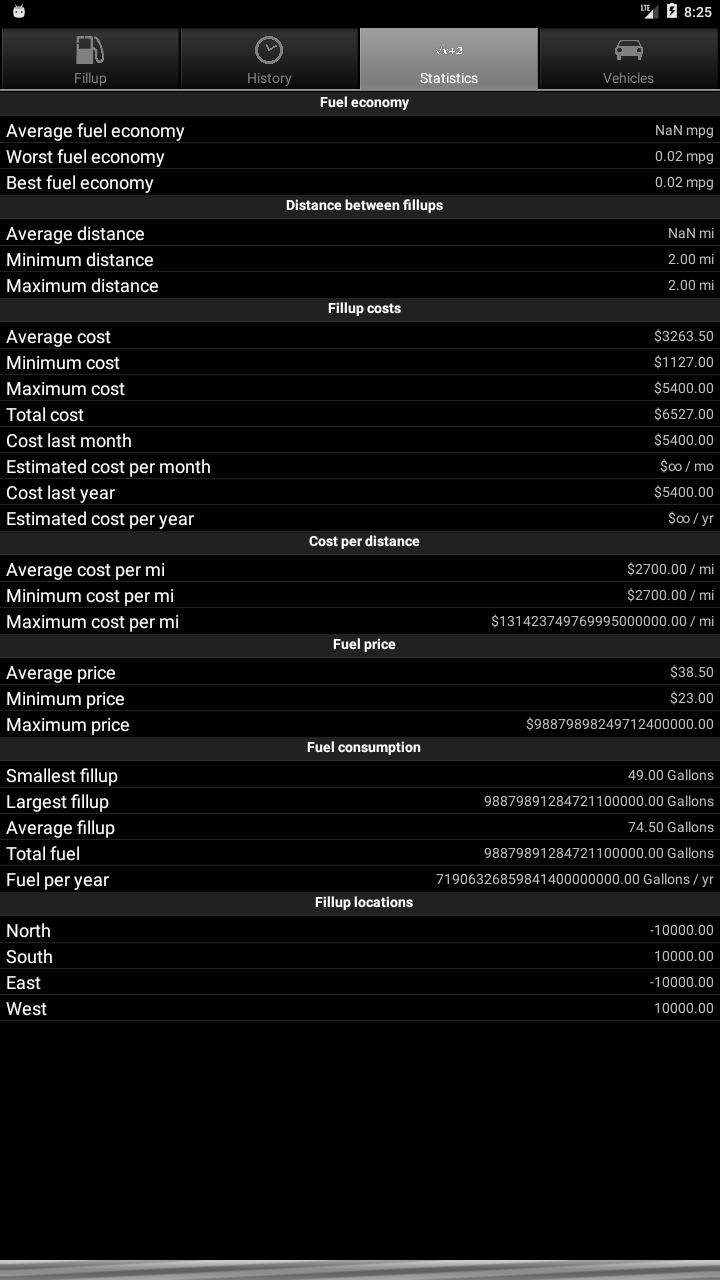 LTE 8:25
√x+2
Fillup History Statistics Vehicles
Fuel economy
Average fuel economy NaN mpg
Worst fuel economy 0.02 mpg
Best fuel economy 0.02 mpg
Distance between fillups
Average distance NaN mi
Minimum distance 2.00 mi
Maximum distance 2.00 mi
Fillup costs
Average cost $3263.50
Minimum cost $1127.00
Maximum cost $5400.00
Total cost $6527.00
Cost last month $5400.00
Estimated cost per month $∞ / mo
Cost last year $5400.00
Estimated cost per year $∞ / yr
Cost per distance
Average cost per mi $2700.00 / mi
Minimum cost per mi $2700.00 / mi
Maximum cost per mi $131423749769995000000.00 / mi
Fuel price
Average price $38.50
Minimum price $23.00
Maximum price $98879898249712400000.00
Fuel consumption
Smallest fillup 49.00 Gallons
Largest fillup 98879891284721100000.00 Gallons
Average fillup 74.50 Gallons
Total fuel 98879891284721100000.00 Gallons
Fuel per year 71906326859841400000000.00 Gallons / yr
Fillup locations
North -10000.00
South 10000.00
East -10000.00
West 10000.00